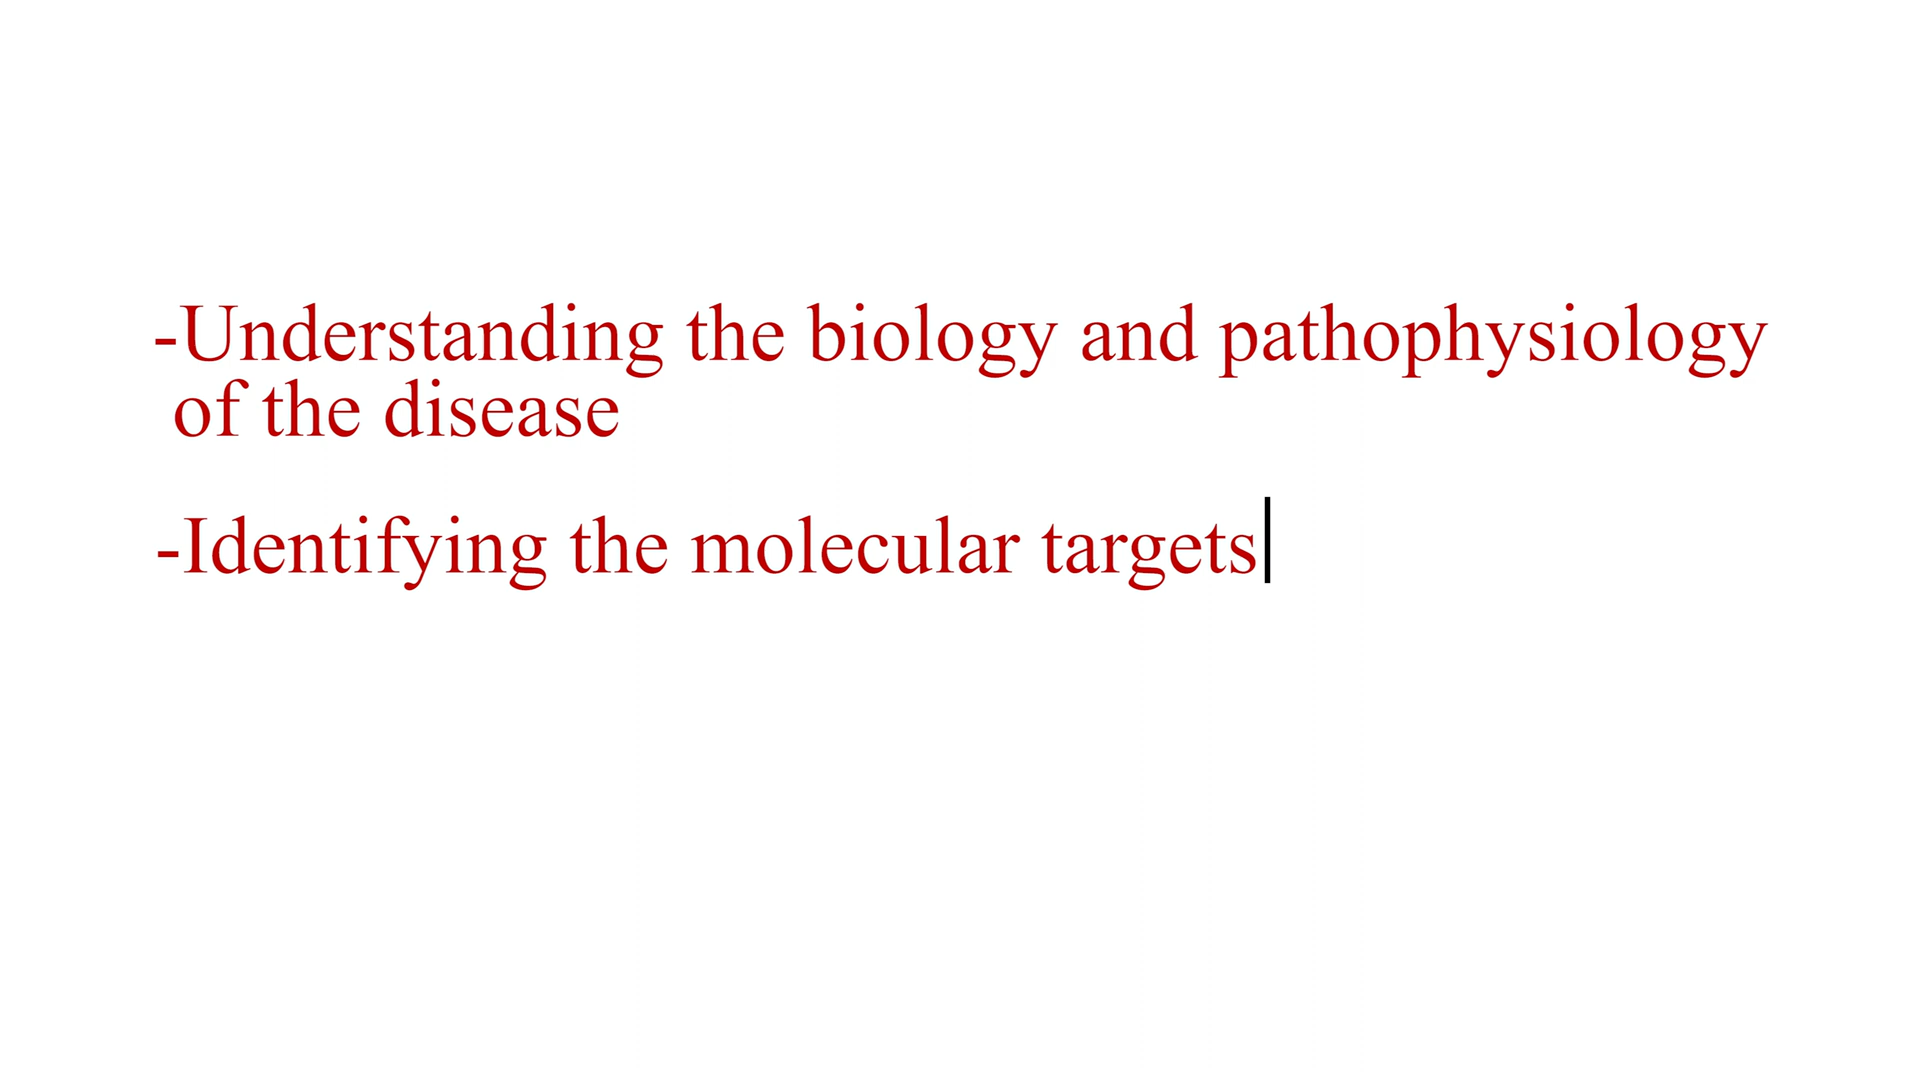 -Understanding the biology and pathophysiology
of the disease
-Identifying the molecular targets